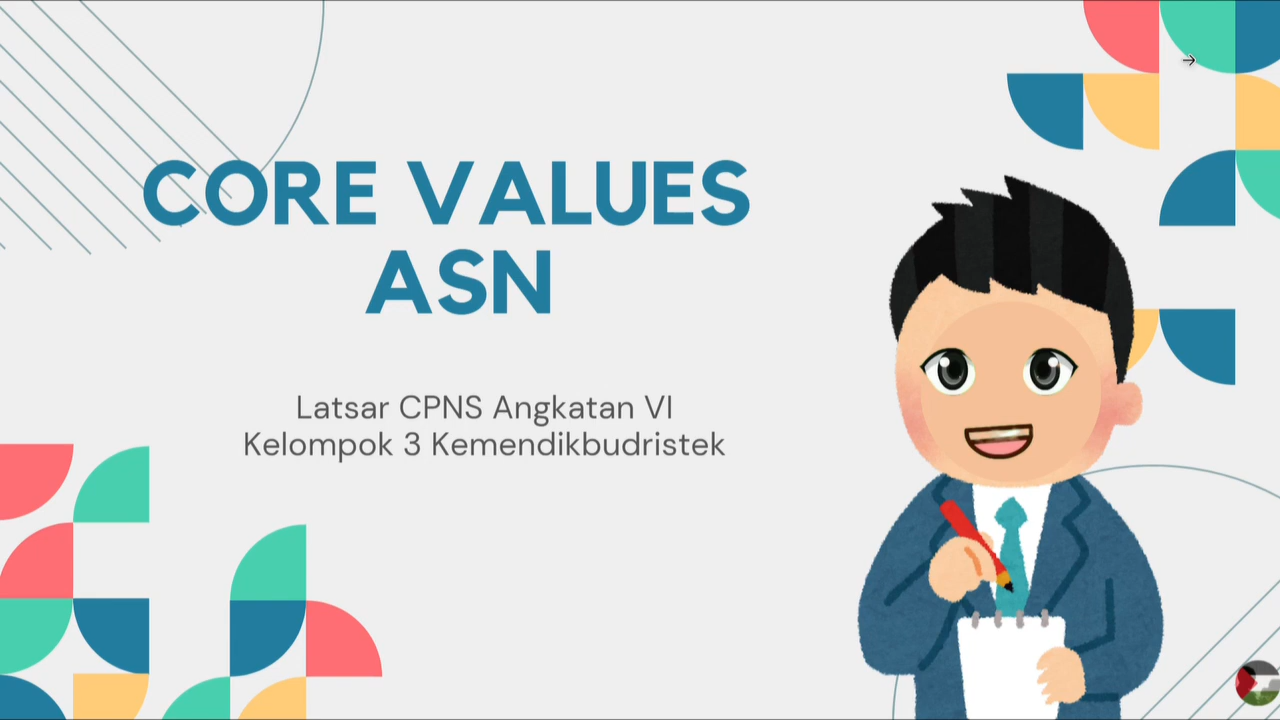 CORE VALUES
ASN
Latsar CPNS Angkatan VI
Kelompok 3 Kemendikbudristek